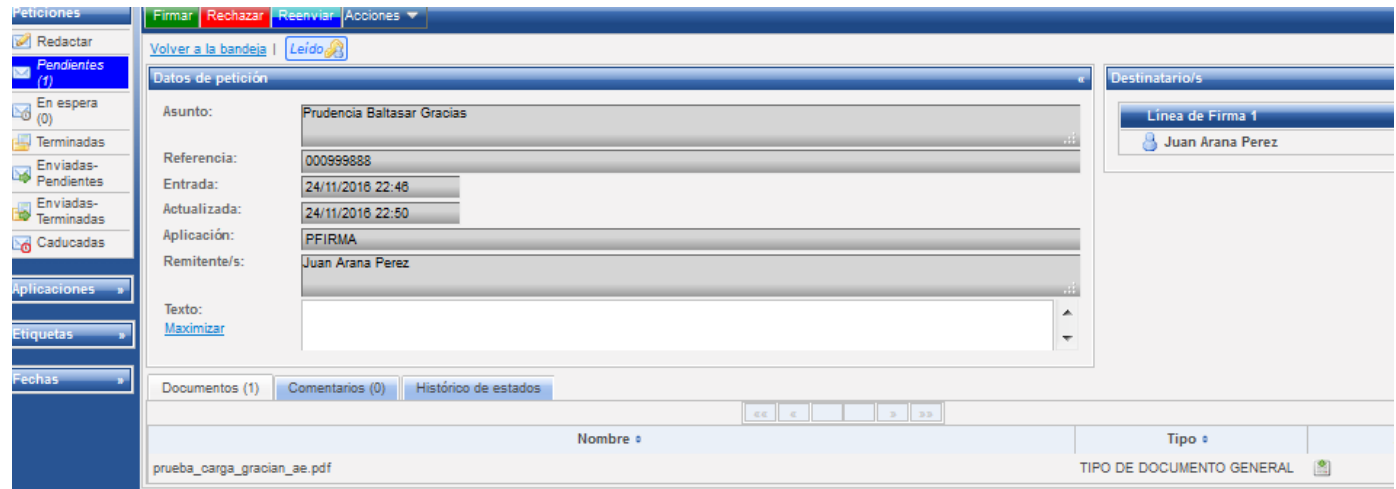 Peticiones
Redactar
Pendientes
(1)
En espera
(0)
Terminadas
Enviadas-
Pendientes
Enviadas-
Terminadas
Caducadas
Aplicaciones »
Etiquetas »
Fechas »
Firmar Rechazar Reenviar Acciones
Volver a la bandeja | Leído
Datos de petición «
Asunto: Prudencia Baltasar Gracias
Referencia: 000999888
Entrada: 24/11/2016 22:46
Actualizada: 24/11/2016 22:50
Aplicación: PFIRMA
Remitente/s: Juan Arana Perez
Texto:
Maximizar
Destinatario/s
Línea de Firma 1
Juan Arana Perez
Documentos (1) Comentarios (0) Histórico de estados
«« « » »»
Nombre Tipo
prueba_carga_gracian_ae.pdf TIPO DE DOCUMENTO GENERAL